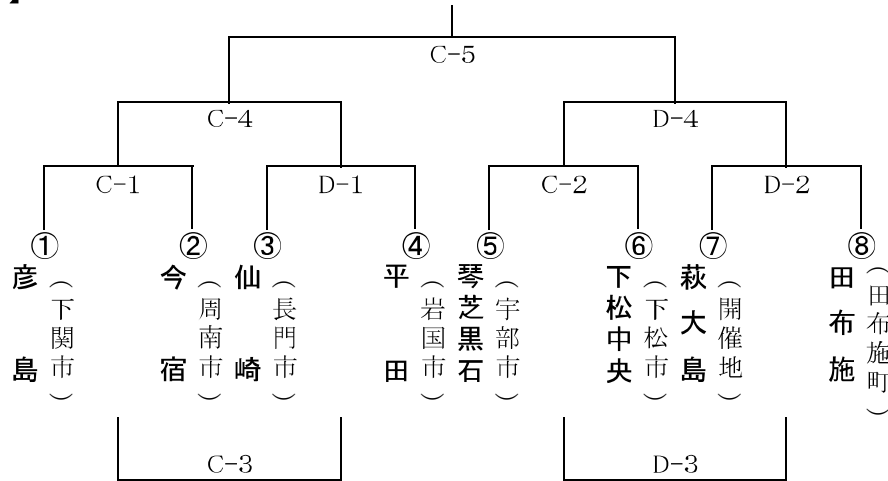 C-5
C-4
D-4
C-1
D-1
C-2
D-2
①
②
③
④
⑤
⑥
⑦
⑧
彦島
（下関市）
今宿
（周南市）
仙崎
（長門市）
平田
（岩国市）
琴芝黒石
（宇部市）
下松中央
（下松市）
萩大島
（開催地）
田布施
（田布施町）
C-3
D-3